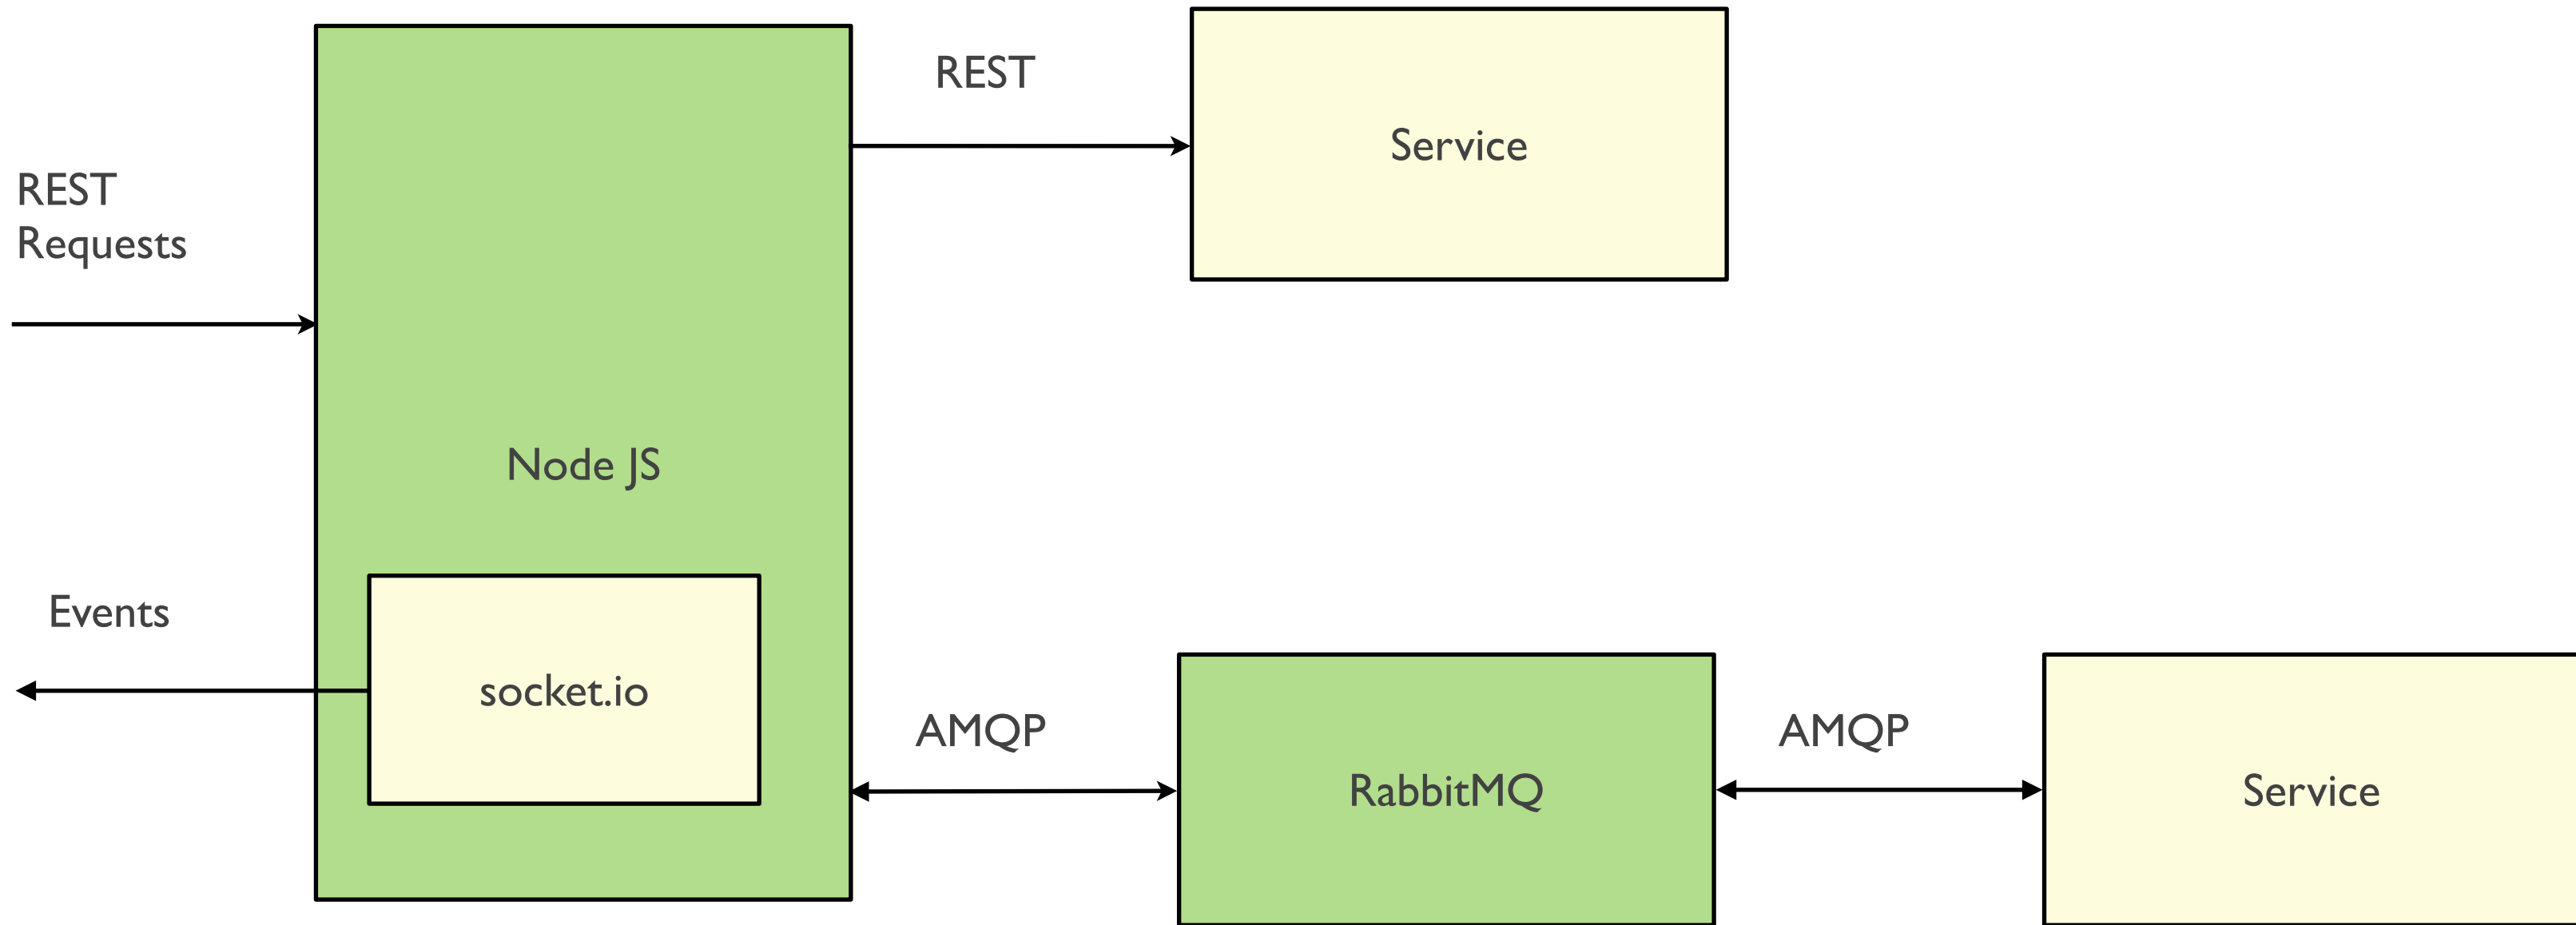 REST
Service
REST
Requests
Node JS
Events
socket.io
AMQP
RabbitMQ
AMQP
Service